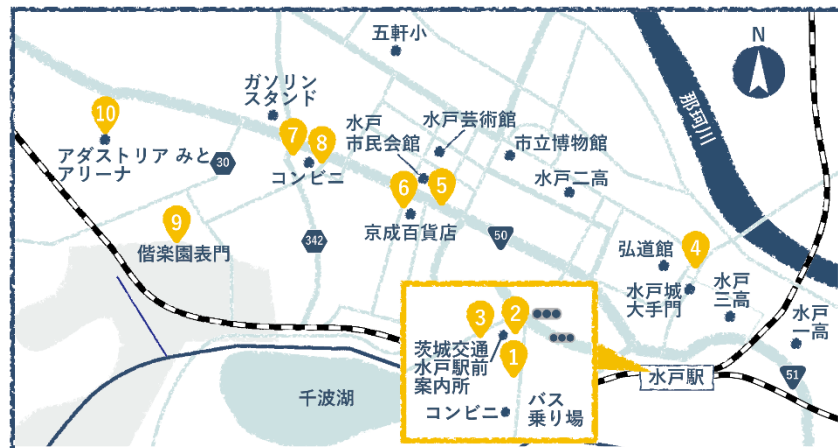 五軒小
N
那珂川
ガソリン
スタンド
10
7
8
水戸
市民会館
水戸芸術館
市立博物館
アダストリア みと
アリーナ
30
コンビニ
水戸二高
6
5
9
偕楽園表門
342
京成百貨店
50
弘道館
4
水戸城
大手門
水戸
三高
水戸
一高
3
2
茨城交通
水戸駅前
案内所
1
コンビニ
バス
乗り場
水戸駅
51
千波湖